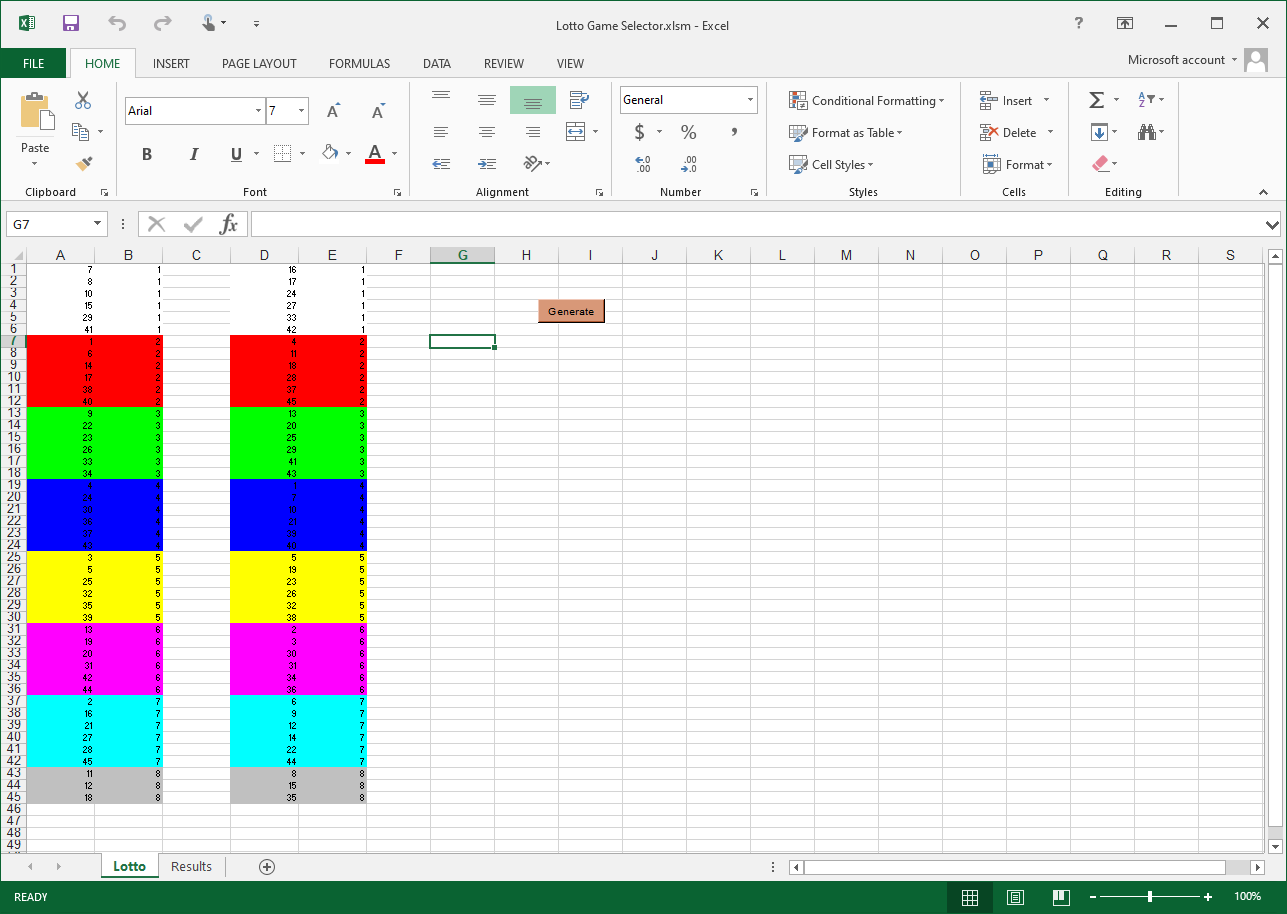 Lotto Game Selector.xlsm - Excel
?
FILE HOME INSERT PAGE LAYOUT FORMULAS DATA REVIEW VIEW Microsoft account
Paste
Clipboard
Arial 7 A A
B I U A
Font
Alignment
General
$ % ,
←.0 .00
.00 →.0
Number
Conditional Formatting
Format as Table
Cell Styles
Styles
Insert
Delete
Format
Cells
Σ A Z
Editing
G7 fx
A B C D E F G H I J K L M N O P Q R S
1 7 1 16 1
2 8 1 17 1
3 10 1 24 1
4 15 1 27 1
5 29 1 33 1
6 41 1 42 1
Generate
7 1 2 4 2
8 6 2 11 2
9 14 2 18 2
10 17 2 28 2
11 38 2 37 2
12 40 2 45 2
13 9 3 13 3
14 22 3 20 3
15 23 3 25 3
16 26 3 29 3
17 33 3 41 3
18 34 3 43 3
19 4 4 4
20 24 4 7 4
21 30 4 10 4
22 36 4 21 4
23 37 4 39 4
24 43 4 40 4
25 3 5 5 5
26 5 5 19 5
27 25 5 23 5
28 32 5 26 5
29 35 5 32 5
30 39 5 38 5
31 13 6 2 6
32 19 6 3 6
33 20 6 30 6
34 31 6 31 6
35 42 6 34 6
36 44 6 36 6
37 2 7 6 7
38 16 7 9 7
39 21 7 12 7
40 27 7 14 7
41 28 7 22 7
42 45 7 44 7
43 11 8 8 8
44 12 8 15 8
45 18 8 35 8
46
47
48
49
Lotto Results
READY 100%